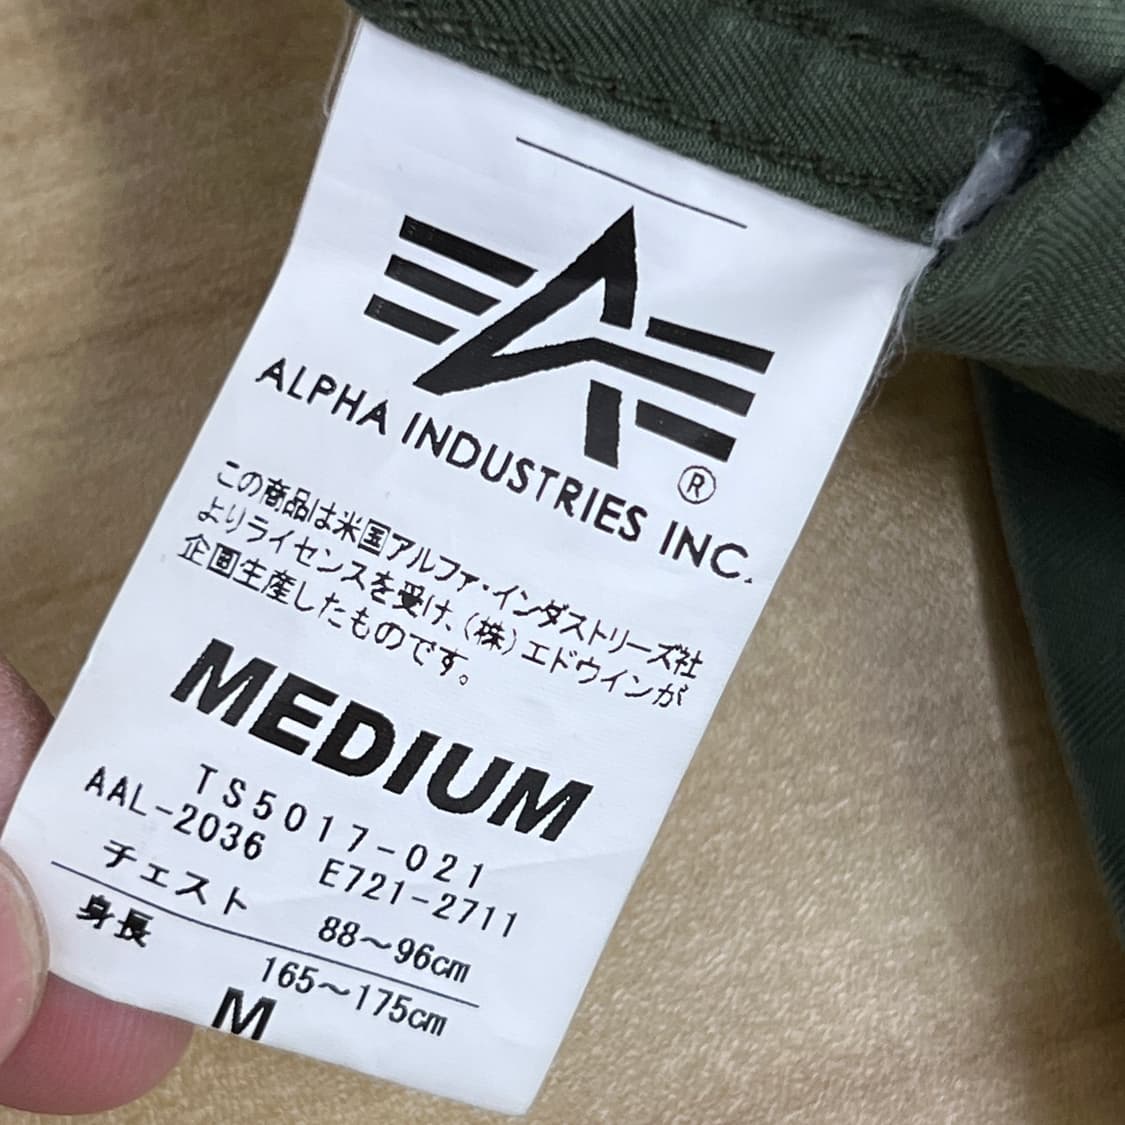 ALPHA INDUSTRIES INC.
®
この商品は米国アルファ・インダストリーズ社
よりライセンスを受け、(株)エドウインが
企画生産したものです。
MEDIUM
TS5017-021
AAL-2036 E721-2711
チェスト 88～96cm
身長 165～175cm
M